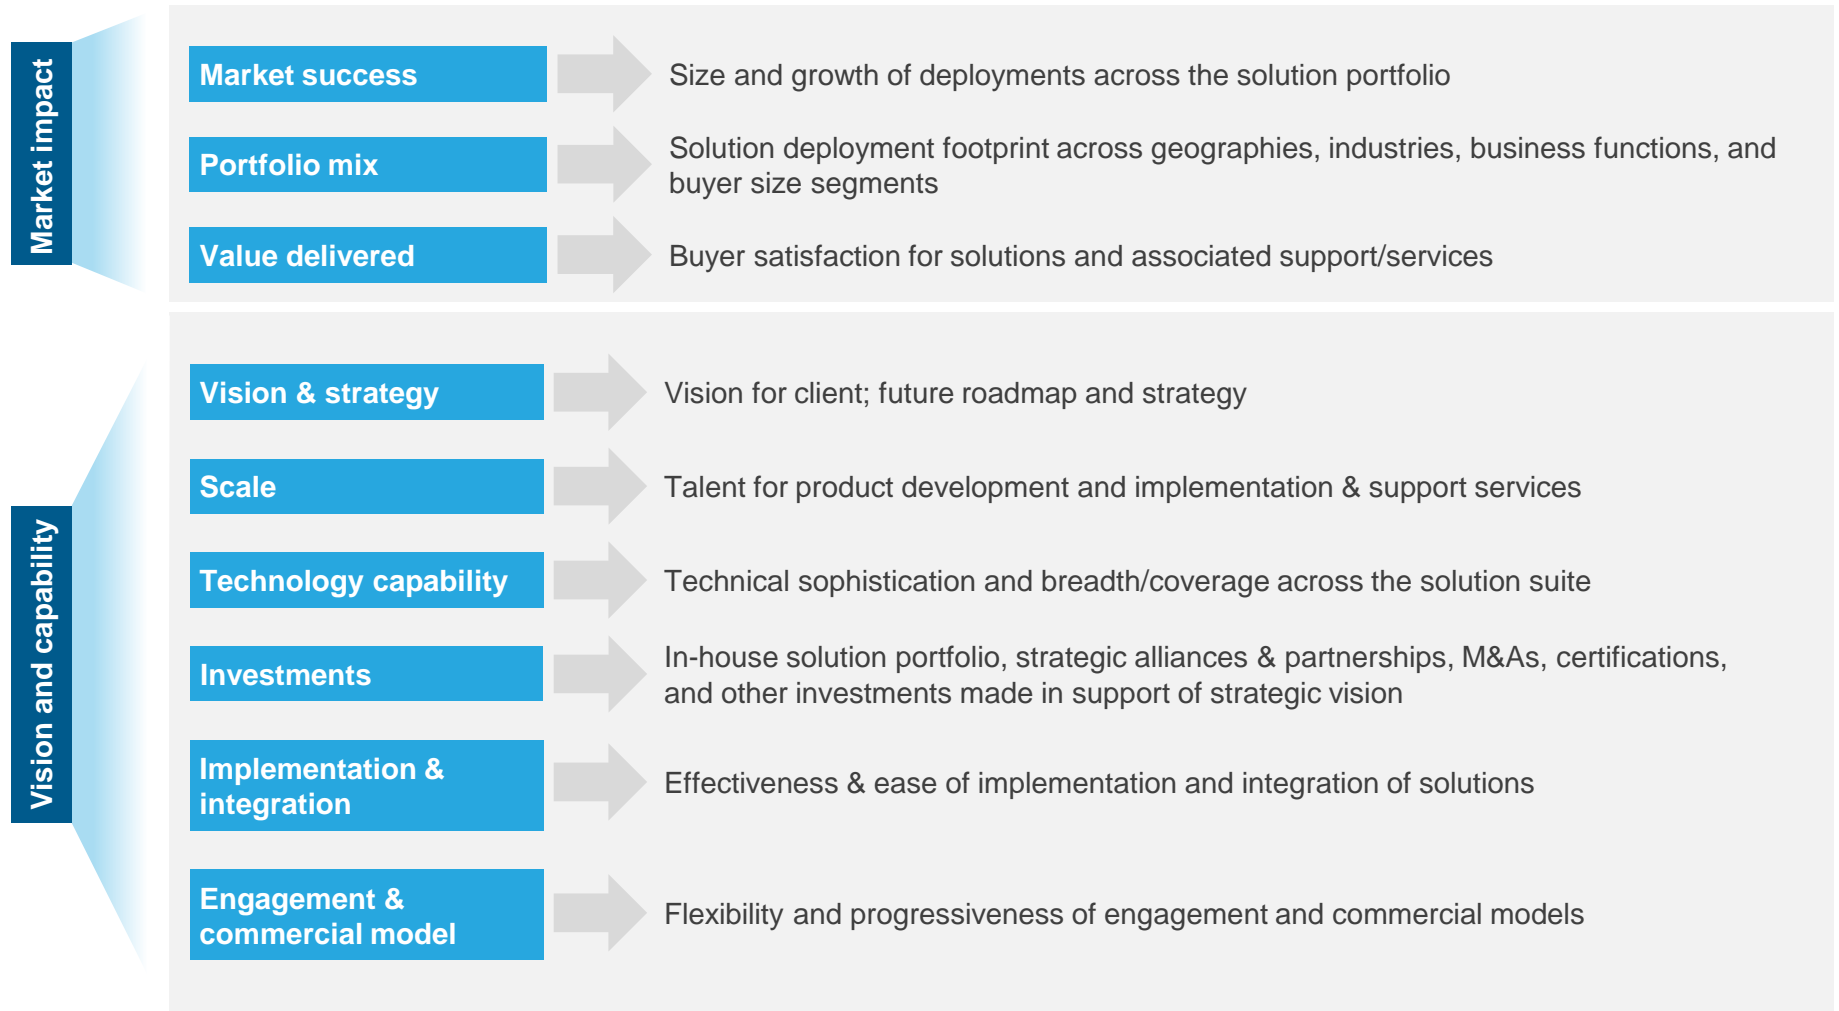 Market impact
Market success
Size and growth of deployments across the solution portfolio
Portfolio mix
Solution deployment footprint across geographies, industries, business functions, and
buyer size segments
Value delivered
Buyer satisfaction for solutions and associated support/services
Vision and capability
Vision & strategy
Vision for client; future roadmap and strategy
Scale
Talent for product development and implementation & support services
Technology capability
Technical sophistication and breadth/coverage across the solution suite
Investments
In-house solution portfolio, strategic alliances & partnerships, M&As, certifications,
and other investments made in support of strategic vision
Implementation &
integration
Effectiveness & ease of implementation and integration of solutions
Engagement &
commercial model
Flexibility and progressiveness of engagement and commercial models